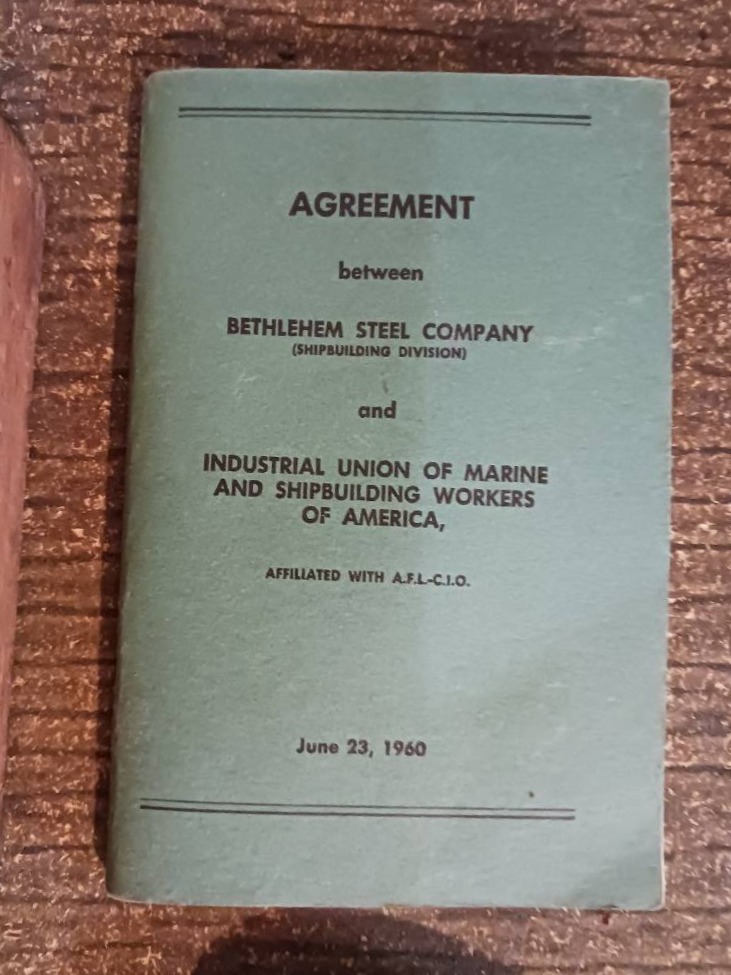 AGREEMENT
between
BETHLEHEM STEEL COMPANY
(SHIPBUILDING DIVISION)
and
INDUSTRIAL UNION OF MARINE
AND SHIPBUILDING WORKERS
OF AMERICA,
AFFILIATED WITH A.F.L.-C.I.O.
June 23, 1960